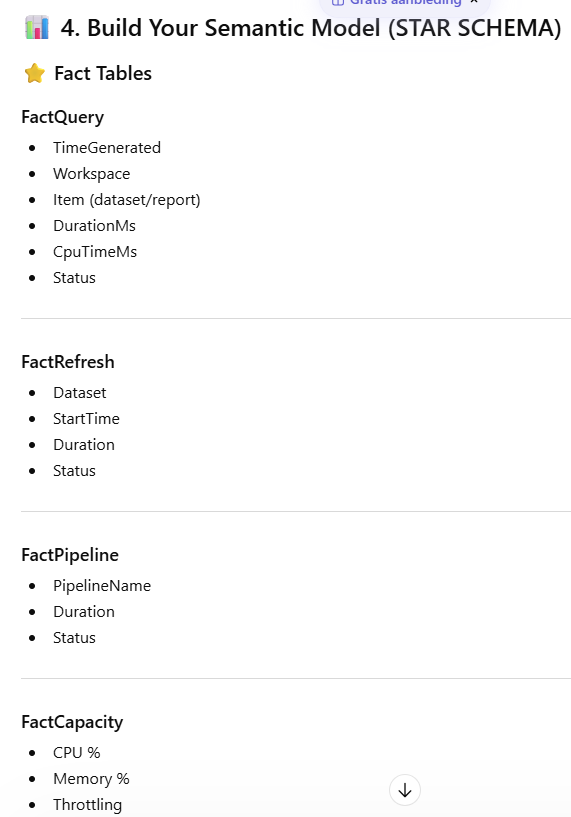 Gratis aanbieding
4. Build Your Semantic Model (STAR SCHEMA)
Fact Tables
FactQuery
TimeGenerated
Workspace
Item (dataset/report)
DurationMs
CpuTimeMs
Status
FactRefresh
Dataset
StartTime
Duration
Status
FactPipeline
PipelineName
Duration
Status
FactCapacity
CPU %
Memory %
Throttling